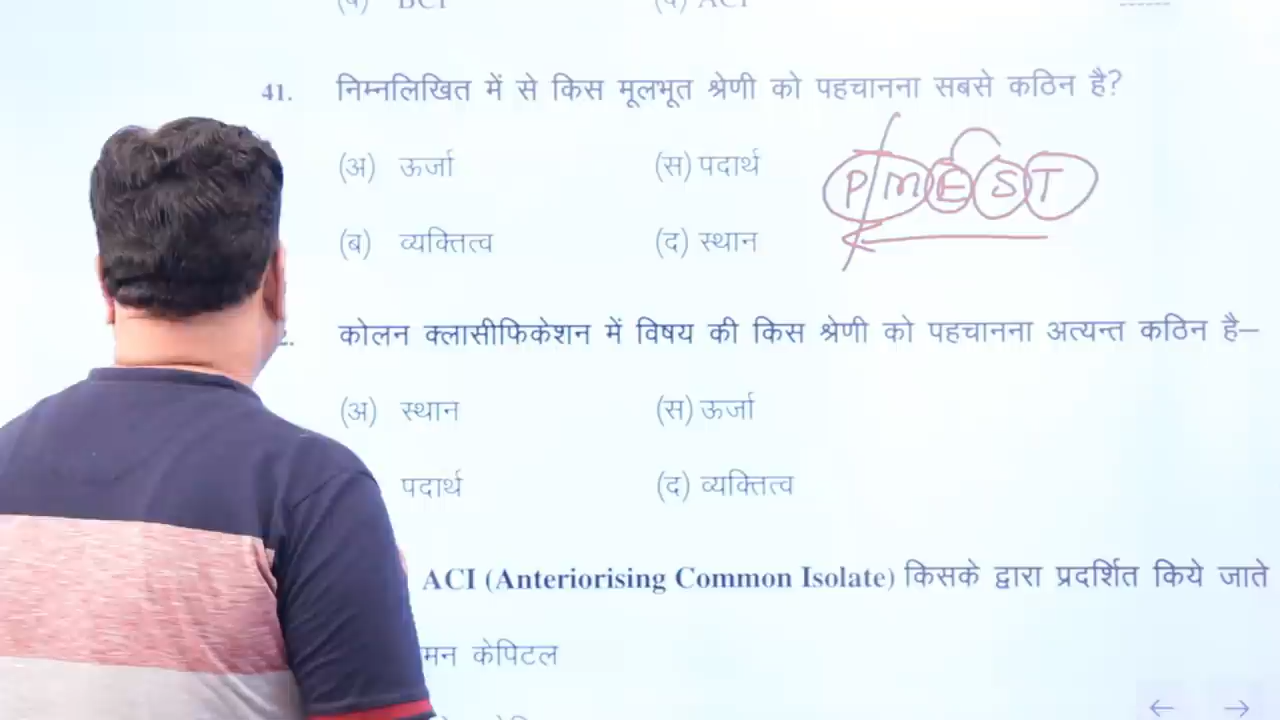 41. निम्नलिखित में से किस मूलभूत श्रेणी को पहचानना सबसे कठिन है?
(अ) ऊर्जा (स) पदार्थ
P M E S T
(ब) व्यक्तित्व (द) स्थान
2. कोलन क्लासीफिकेशन में विषय की किस श्रेणी को पहचानना अत्यन्त कठिन है–
(अ) स्थान (स) ऊर्जा
पदार्थ (द) व्यक्तित्व
ACI (Anteriorising Common Isolate) किसके द्वारा प्रदर्शित किये जाते
मन केपिटल